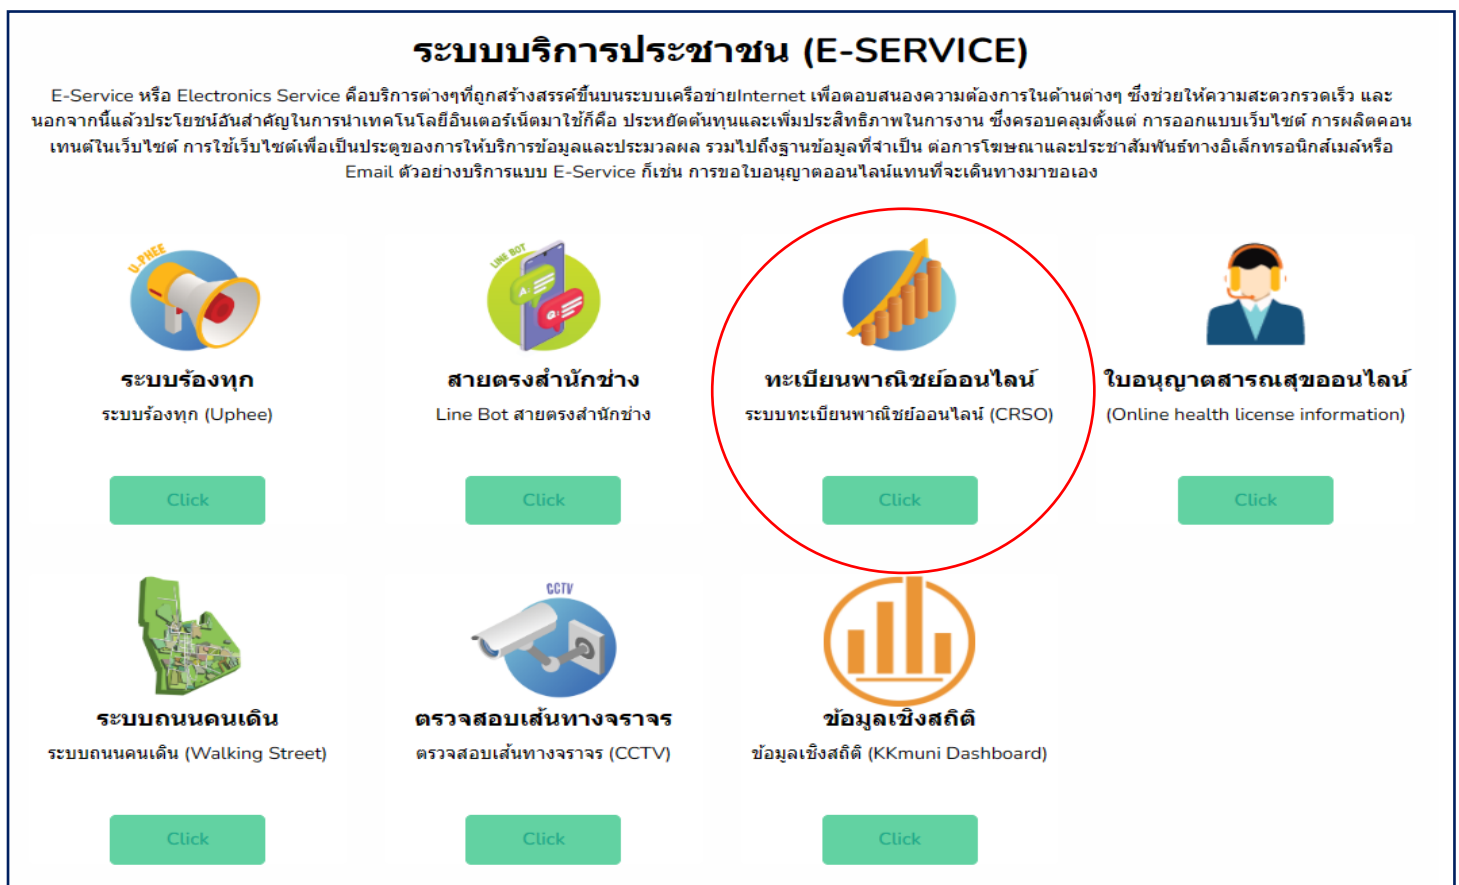 ระบบบริการประชาชน (E-SERVICE)
E-Service หรือ Electronics Service คือบริการต่างๆที่ถูกสร้างสรรค์ขึ้นบนระบบเครือข่ายInternet เพื่อตอบสนองความต้องการในด้านต่างๆ ซึ่งช่วยให้ความสะดวกรวดเร็ว และ
นอกจากนี้แล้วประโยชน์อันสำคัญในการนำเทคโนโลยีอินเตอร์เน็ตมาใช้ก็คือ ประหยัดต้นทุนและเพิ่มประสิทธิภาพในการงาน ซึ่งครอบคลุมตั้งแต่ การออกแบบเว็บไซต์ การผลิตคอน
เทนต์ในเว็บไซต์ การใช้เว็บไซต์เพื่อเป็นประตูของการให้บริการข้อมูลและประมวลผล รวมไปถึงฐานข้อมูลที่จำเป็น ต่อการโฆษณาและประชาสัมพันธ์ทางอิเล็กทรอนิกส์เมล์หรือ
Email ตัวอย่างบริการแบบ E-Service ก็เช่น การขอใบอนุญาตออนไลน์แทนที่จะเดินทางมาขอเอง
U-PHEE
LINE BOT
A:
Q:
ระบบร้องทุก
สายตรงสำนักช่าง
ทะเบียนพาณิชย์ออนไลน์
ใบอนุญาตสารณสุขออนไลน์
ระบบร้องทุก (Uphee)
Line Bot สายตรงสำนักช่าง
ระบบทะเบียนพาณิชย์ออนไลน์ (CRSO)
(Online health license information)
Click
Click
Click
Click
CCTV
ระบบถนนคนเดิน
ตรวจสอบเส้นทางจราจร
ข้อมูลเชิงสถิติ
ระบบถนนคนเดิน (Walking Street)
ตรวจสอบเส้นทางจราจร (CCTV)
ข้อมูลเชิงสถิติ (KKmuni Dashboard)
Click
Click
Click